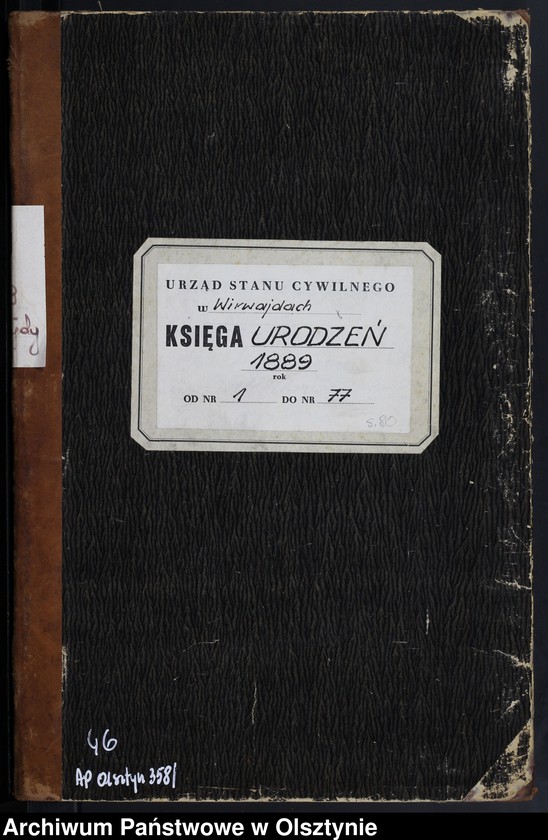 URZĄD STANU CYWILNEGO
w Wirwajdach
KSIĘGA URODZEŃ
1889
rok
OD NR 1 DO NR 77
s. 80
46
AP Olsztyn 358/
Archiwum Państwowe w Olsztynie